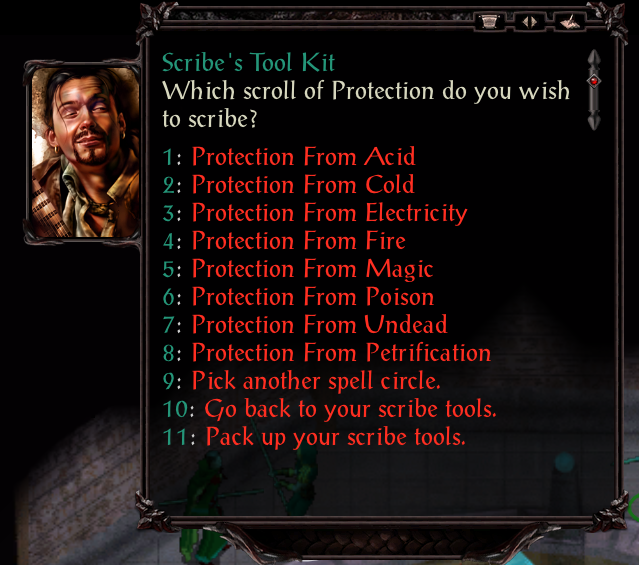 Scribe's Tool Kit
Which scroll of Protection do you wish
to scribe?
1: Protection From Acid
2: Protection From Cold
3: Protection From Electricity
4: Protection From Fire
5: Protection From Magic
6: Protection From Poison
7: Protection From Undead
8: Protection From Petrification
9: Pick another spell circle.
10: Go back to your scribe tools.
11: Pack up your scribe tools.